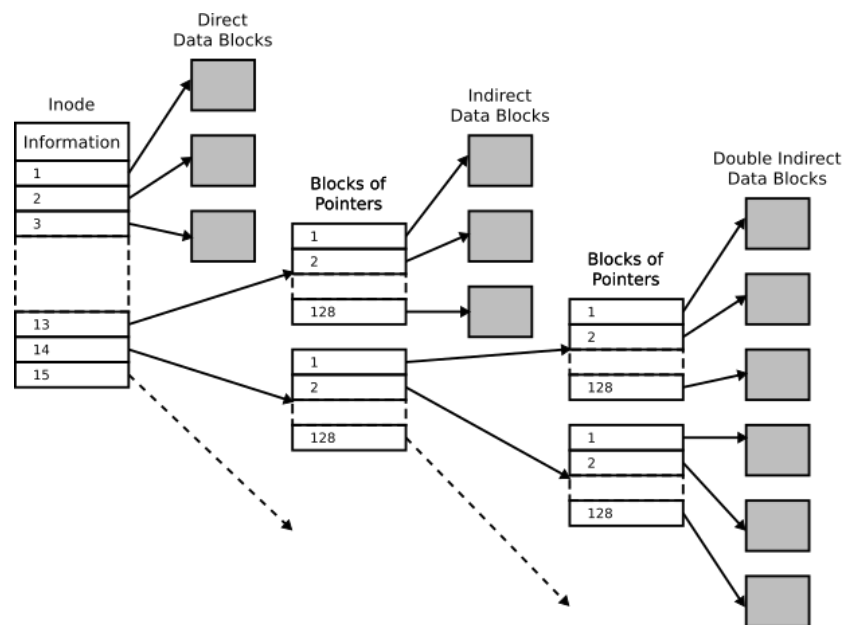 Direct
Data Blocks
Inode
Information
1
2
3
13
14
15
Blocks of
Pointers
1
2
128
1
2
128
Indirect
Data Blocks
Blocks of
Pointers
1
2
128
1
2
128
Double Indirect
Data Blocks